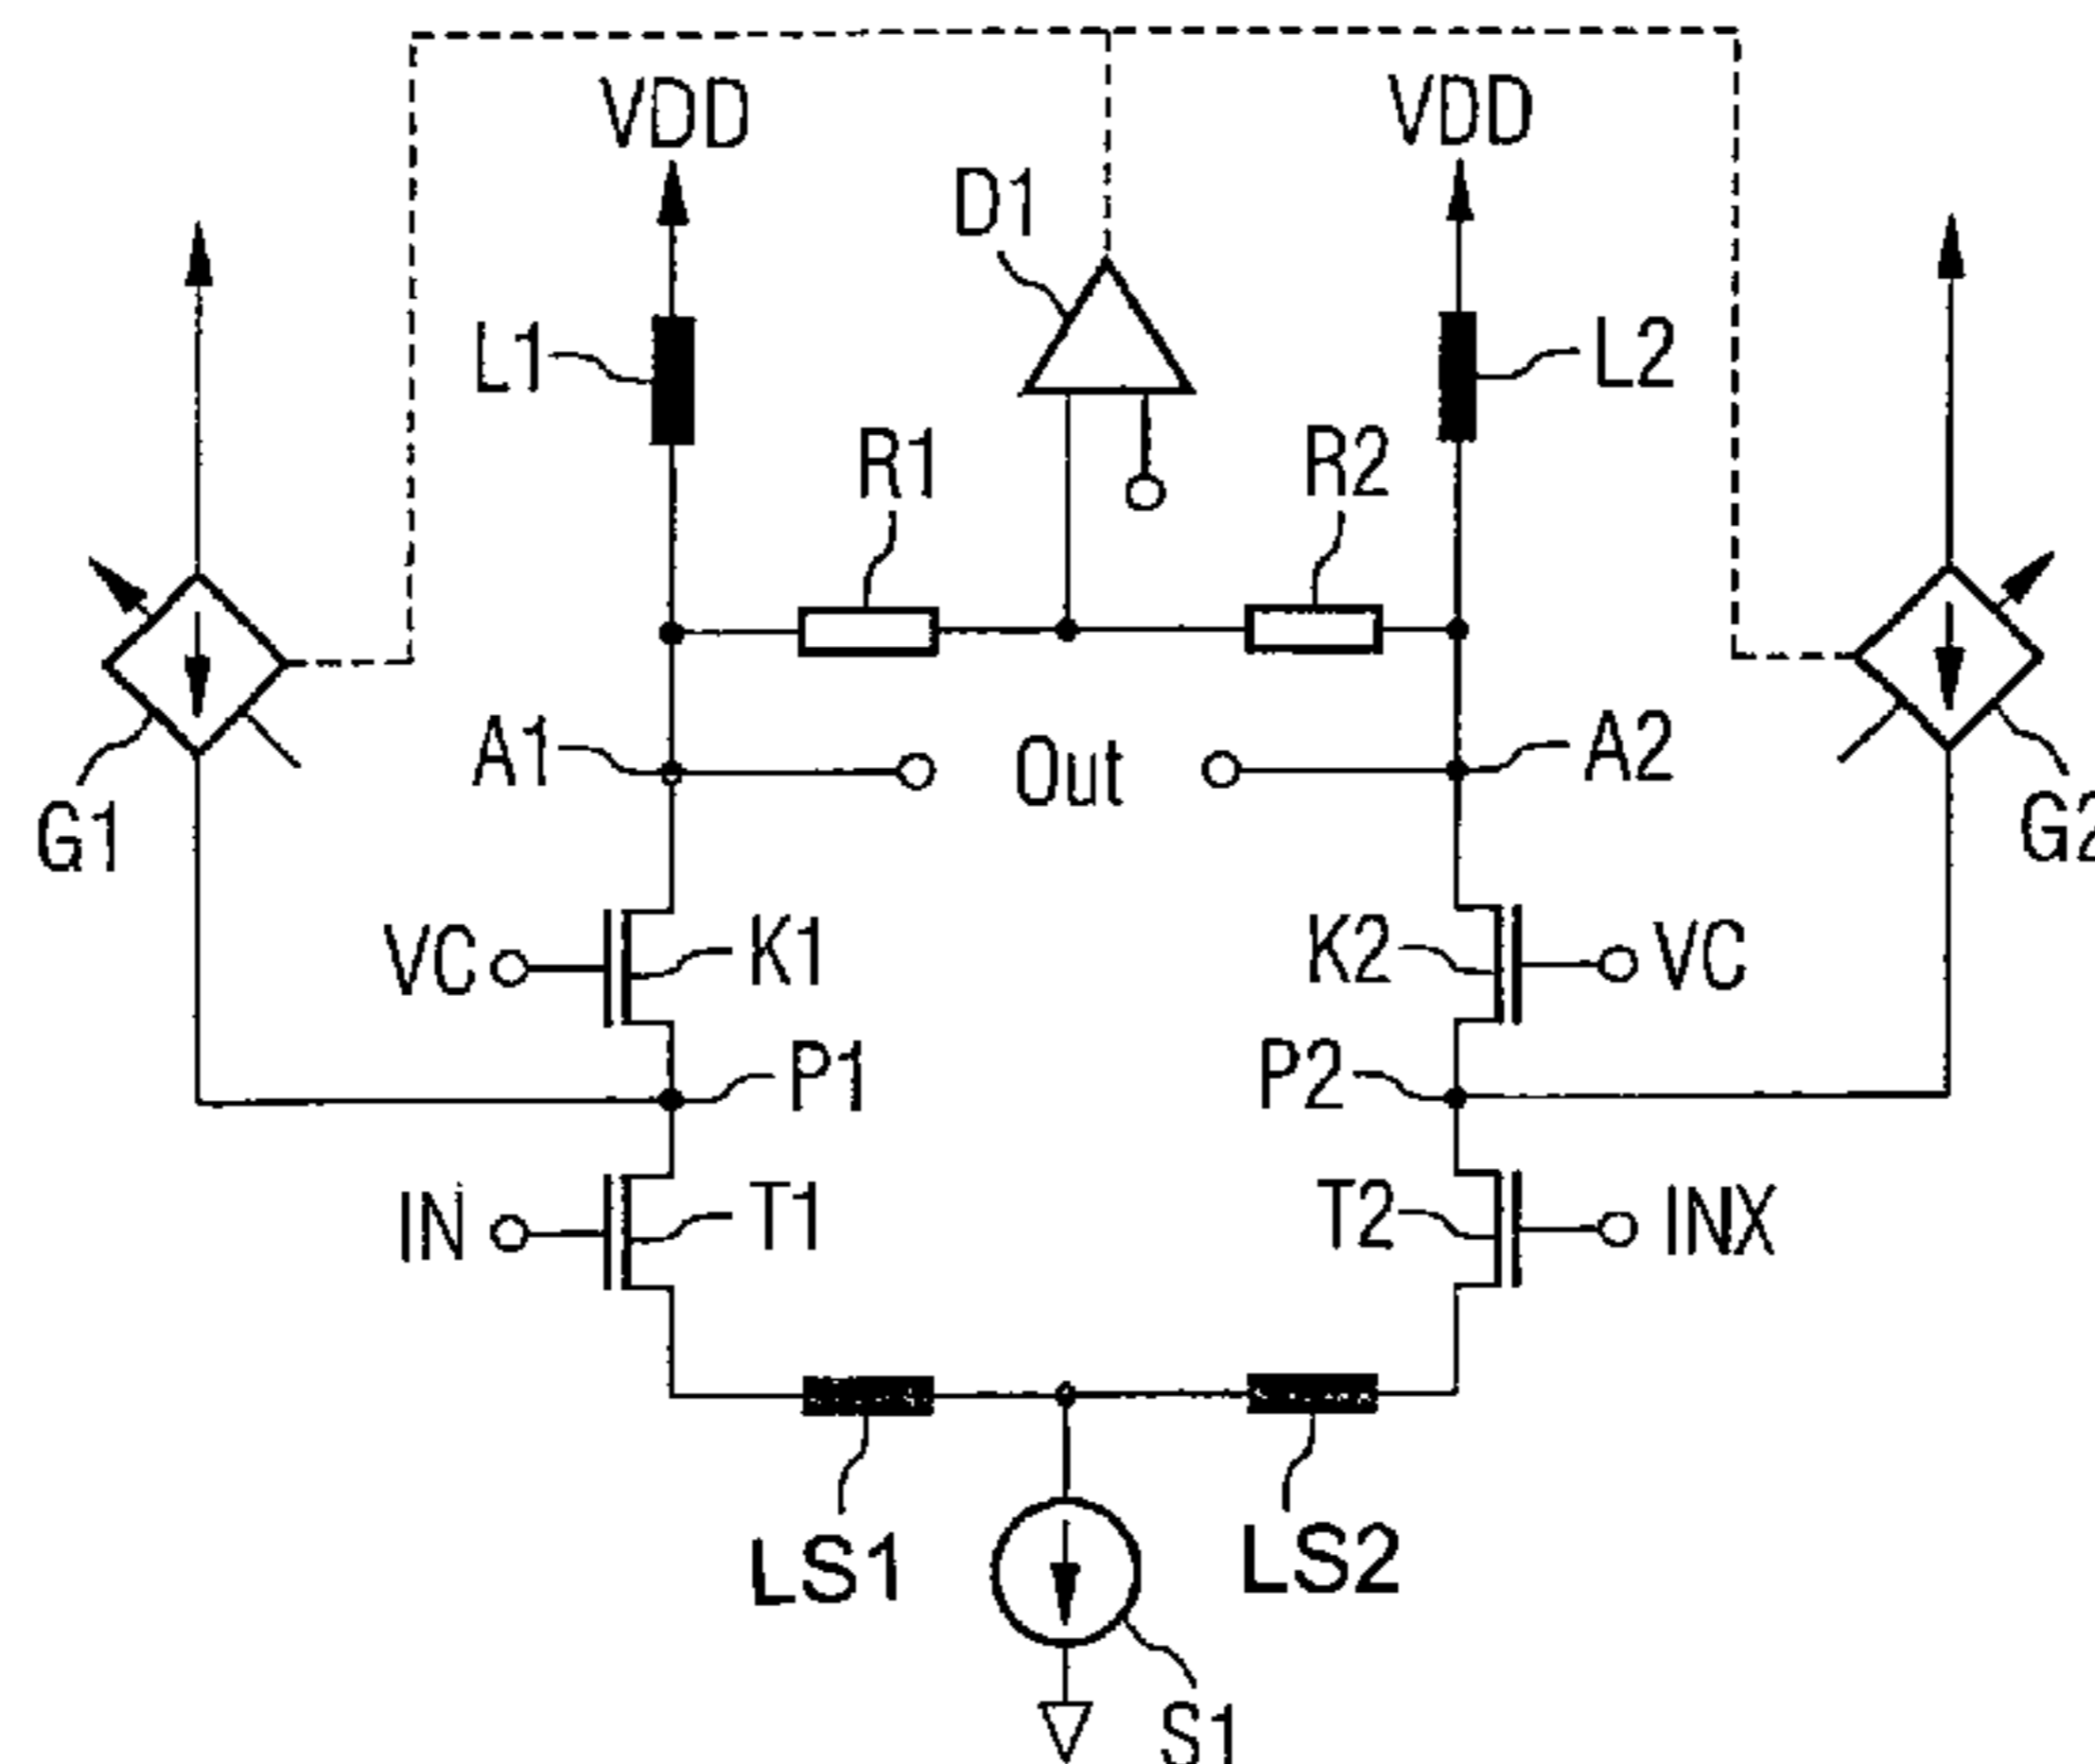 VDD
VDD
D1
L1
L2
R1
R2
A1
Out
A2
G1
G2
VC
K1
K2
VC
P1
P2
IN
T1
T2
INX
LS1
LS2
S1